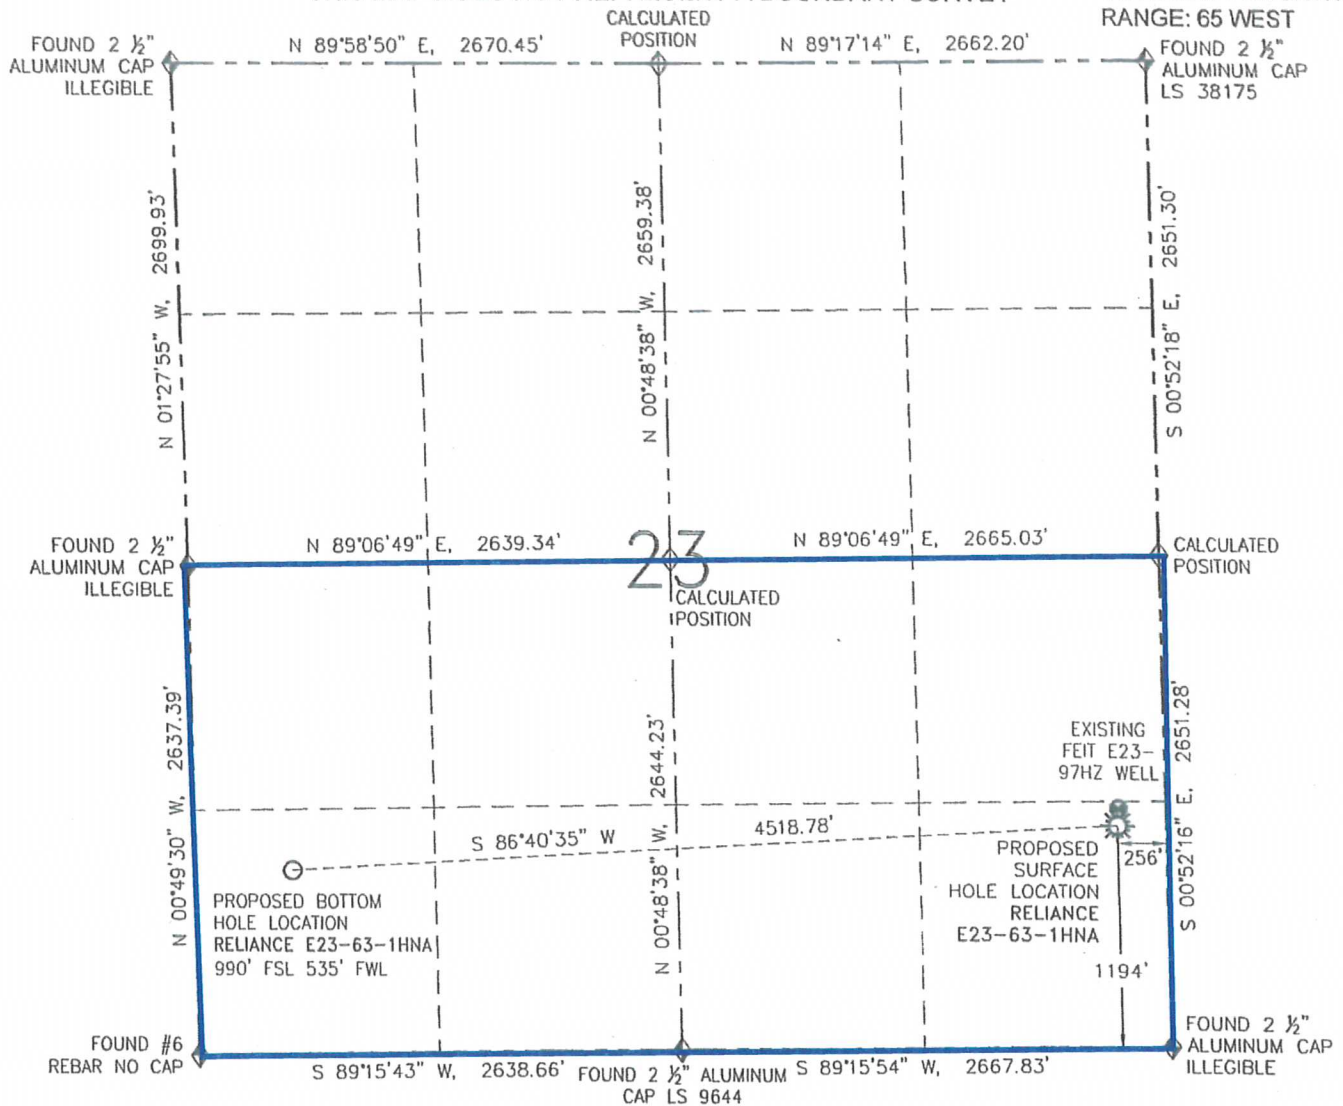 RANGE: 65 WEST
CALCULATED
POSITION
FOUND 2 ½"
ALUMINUM CAP
ILLEGIBLE
N 89°58'50" E, 2670.45'
N 89°17'14" E, 2662.20'
FOUND 2 ½"
ALUMINUM CAP
LS 38175
N 01°27'55" W, 2699.93'
N 00°48'38" W, 2659.38'
S 00°52'18" E, 2651.30'
FOUND 2 ½"
ALUMINUM CAP
ILLEGIBLE
N 89°06'49" E, 2639.34'
23
N 89°06'49" E, 2665.03'
CALCULATED
POSITION
CALCULATED
POSITION
N 00°49'30" W, 2637.39'
N 00°48'38" W, 2644.23'
S 00°52'16" E, 2651.28'
EXISTING
FEIT E23-
97HZ WELL
S 86°40'35" W 4518.78'
256'
PROPOSED
SURFACE
HOLE LOCATION
RELIANCE
E23-63-1HNA
1194'
PROPOSED BOTTOM
HOLE LOCATION
RELIANCE E23-63-1HNA
990' FSL 535' FWL
FOUND #6
REBAR NO CAP
S 89°15'43" W, 2638.66'
FOUND 2 ½" ALUMINUM
CAP LS 9644
S 89°15'54" W, 2667.83'
FOUND 2 ½"
ALUMINUM CAP
ILLEGIBLE